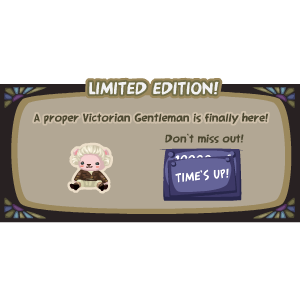 LIMITED EDITION!
A proper Victorian Gentleman is finally here!
Don't miss out!
TIME'S UP!